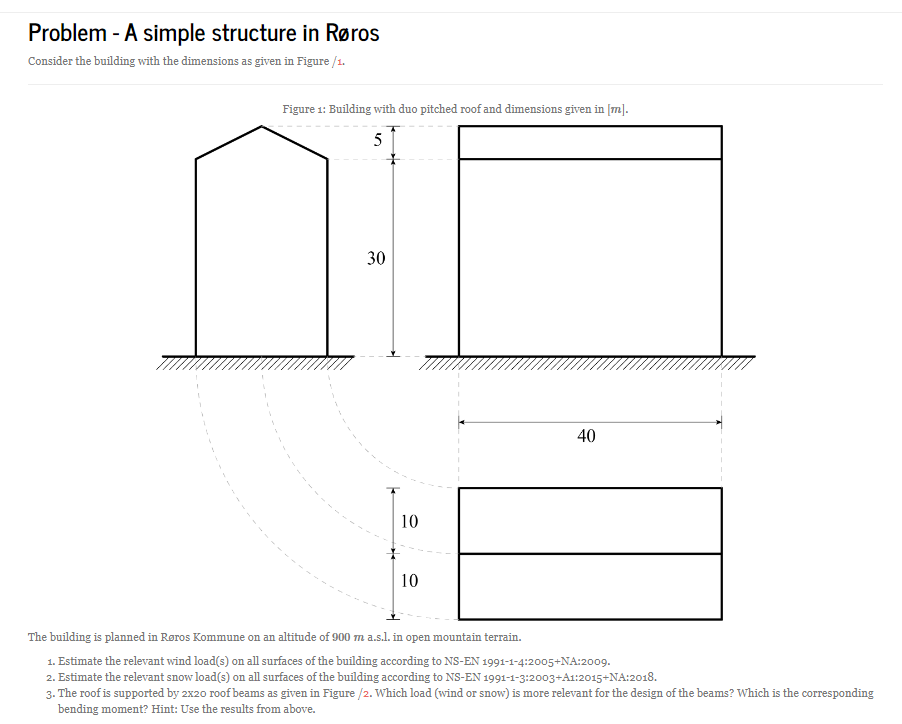 Problem - A simple structure in Røros
Consider the building with the dimensions as given in Figure /1.
Figure 1: Building with duo pitched roof and dimensions given in [m].
5
30
40
10
10
The building is planned in Røros Kommune on an altitude of 900 m a.s.l. in open mountain terrain.
1. Estimate the relevant wind load(s) on all surfaces of the building according to NS-EN 1991-1-4:2005+NA:2009.
2. Estimate the relevant snow load(s) on all surfaces of the building according to NS-EN 1991-1-3:2003+A1:2015+NA:2018.
3. The roof is supported by 2x20 roof beams as given in Figure /2. Which load (wind or snow) is more relevant for the design of the beams? Which is the corresponding
bending moment? Hint: Use the results from above.